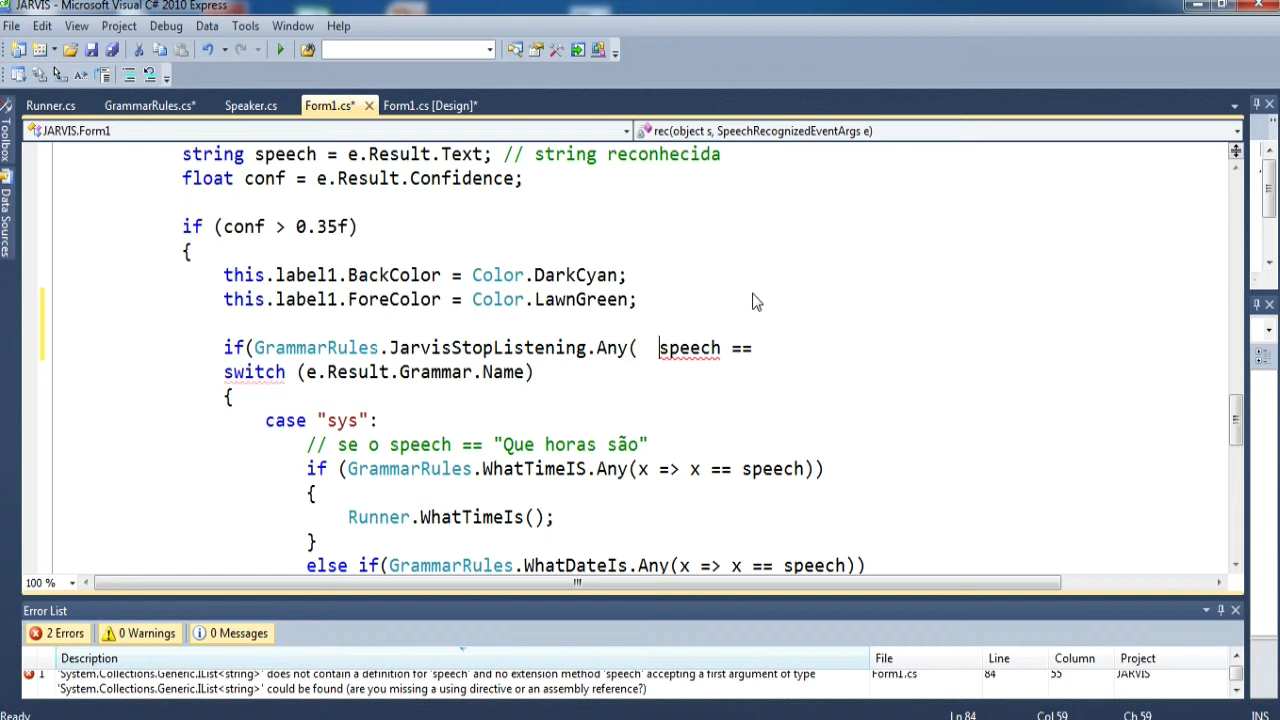 JARVIS - Microsoft Visual C# 2010 Express
File Edit View Project Debug Data Tools Window Help
Runner.cs GrammarRules.cs* Speaker.cs Form1.cs* Form1.cs [Design]*
JARVIS.Form1 rec(object s, SpeechRecognizedEventArgs e)
Toolbox
Data Sources
string speech = e.Result.Text; // string reconhecida
float conf = e.Result.Confidence;
if (conf > 0.35f)
{
this.label1.BackColor = Color.DarkCyan;
this.label1.ForeColor = Color.LawnGreen;
if(GrammarRules.JarvisStopListening.Any(  speech ==
switch (e.Result.Grammar.Name)
{
case "sys":
// se o speech == "Que horas são"
if (GrammarRules.WhatTimeIS.Any(x => x == speech))
{
Runner.WhatTimeIs();
}
else if(GrammarRules.WhatDateIs.Any(x => x == speech))
100 %
Error List
2 Errors 0 Warnings 0 Messages
Description File Line Column Project
1 'System.Collections.Generic.IList<string>' does not contain a definition for 'speech' and no extension method 'speech' accepting a first argument of type Form1.cs 84 55 JARVIS
'System.Collections.Generic.IList<string>' could be found (are you missing a using directive or an assembly reference?)
Ready Ln 84 Col 59 Ch 59 INS